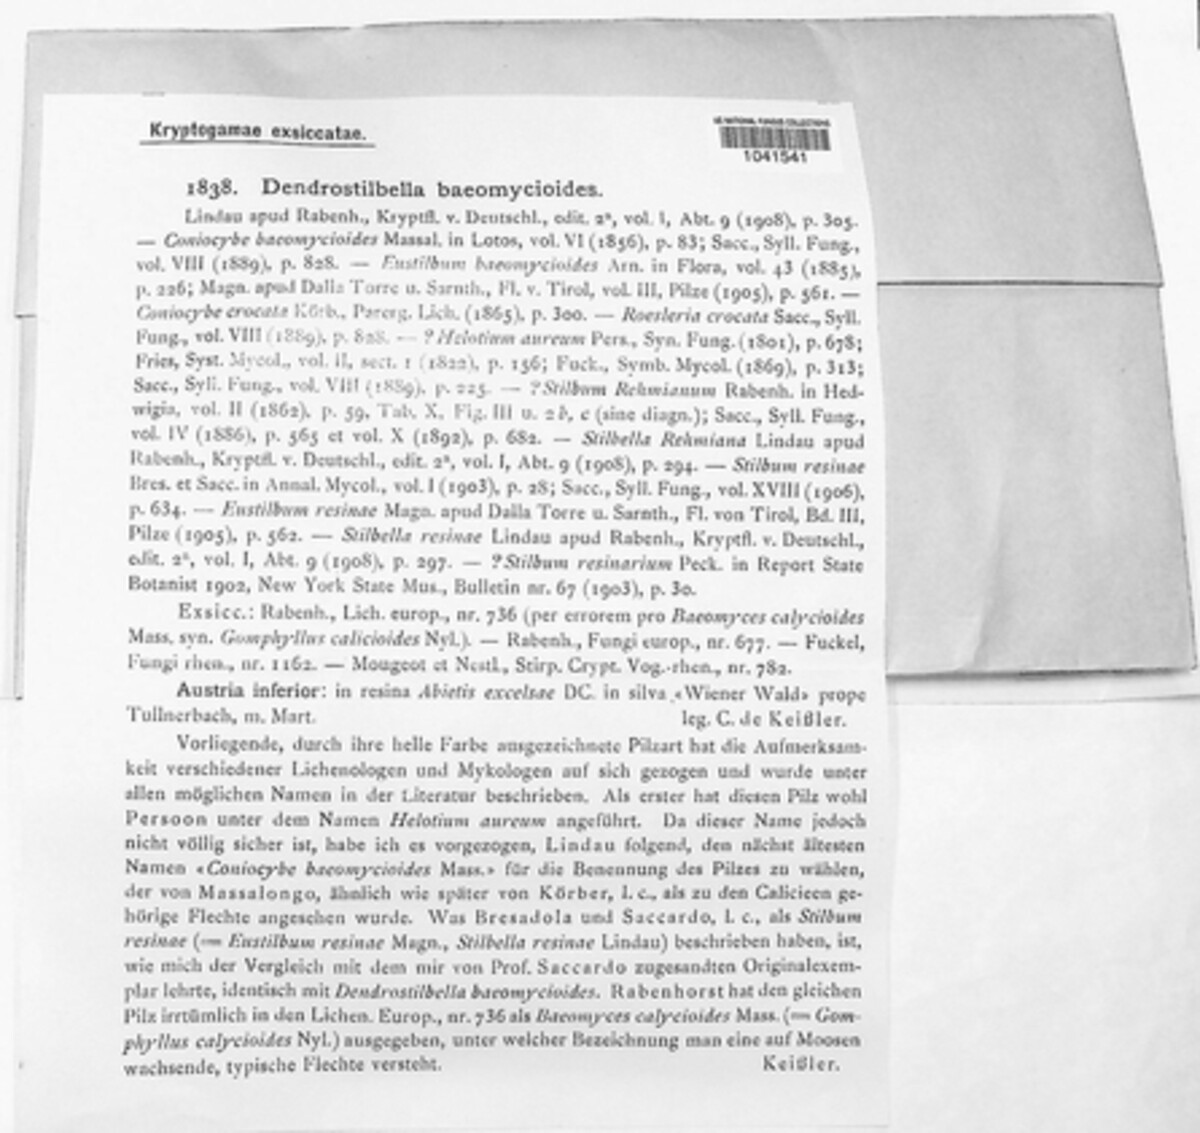 Kryptogamae exsiccatae.
US NATIONAL FUNGUS COLLECTIONS
1041541
1838. Dendrostilbella baeomycioides.
Lindau apud Rabenh., Kryptfl. v. Deutschl., edit. 2ª, vol. I, Abt. 9 (1908), p. 305.
— Coniocybe baeomycioides Massal. in Lotos, vol. VI (1856), p. 83; Sacc., Syll. Fung.,
vol. VIII (1889), p. 828. — Eustilbum baeomycioides Arn. in Flora, vol. 43 (1885),
p. 226; Magn. apud Dalla Torre u. Sarnth., Fl. v. Tirol, vol. III, Pilze (1905), p. 561. —
Coniocybe crocata Körb., Parerg. Lich. (1865), p. 300. — Roesleria crocata Sacc., Syll.
Fung., vol. VIII (1889), p. 828. — ? Helotium aureum Pers., Syn. Fung. (1801), p. 678;
Fries, Syst. Mycol., vol. II, sect. 1 (1822), p. 156; Fuck., Symb. Mycol. (1869), p. 313;
Sacc., Syll. Fung., vol. VIII (1889), p. 225. — ? Stilbum Rehmianum Rabenh. in Hed-
wigia, vol. II (1862), p. 59, Tab. X, Fig. III u. 2 b, c (sine diagn.); Sacc., Syll. Fung.,
vol. IV (1886), p. 565 et vol. X (1892), p. 682. — Stilbella Rehmiana Lindau apud
Rabenh., Kryptfl. v. Deutschl., edit. 2ª, vol. I, Abt. 9 (1908), p. 294. — Stilbum resinae
Bres. et Sacc. in Annal. Mycol., vol. I (1903), p. 28; Sacc., Syll. Fung., vol. XVIII (1906),
p. 634. — Eustilbum resinae Magn. apud Dalla Torre u. Sarnth., Fl. von Tirol, Bd. III,
Pilze (1905), p. 562. — Stilbella resinae Lindau apud Rabenh., Kryptfl. v. Deutschl.,
edit. 2ª, vol. I, Abt. 9 (1908), p. 297. — ? Stilbum resinarium Peck. in Report State
Botanist 1902, New York State Mus., Bulletin nr. 67 (1903), p. 30.
Exsicc.: Rabenh., Lich. europ., nr. 736 (per errorem pro Baeomyces calycioides
Mass. syn. Gomphyllus calicioides Nyl.). — Rabenh., Fungi europ., nr. 677. — Fuckel,
Fungi rhen., nr. 1162. — Mougeot et Nestl., Stirp. Crypt. Vog.-rhen., nr. 782.
Austria inferior: in resina Abietis excelsae DC. in silva «Wiener Wald» prope
Tullnerbach, m. Mart. leg. C. de Keißler.
Vorliegende, durch ihre helle Farbe ausgezeichnete Pilzart hat die Aufmerksam-
keit verschiedener Lichenologen und Mykologen auf sich gezogen und wurde unter
allen möglichen Namen in der Literatur beschrieben. Als erster hat diesen Pilz wohl
Persoon unter dem Namen Helotium aureum angeführt. Da dieser Name jedoch
nicht völlig sicher ist, habe ich es vorgezogen, Lindau folgend, den nächst ältesten
Namen «Coniocybe baeomycioides Mass.» für die Benennung des Pilzes zu wählen,
der von Massalongo, ähnlich wie später von Körber, l. c., als zu den Calicieen ge-
hörige Flechte angesehen wurde. Was Bresadola und Saccardo, l. c., als Stilbum
resinae (= Eustilbum resinae Magn., Stilbella resinae Lindau) beschrieben haben, ist,
wie mich der Vergleich mit dem mir von Prof. Saccardo zugesandten Originalexem-
plar lehrte, identisch mit Dendrostilbella baeomycioides. Rabenhorst hat den gleichen
Pilz irrtümlich in den Lichen. Europ., nr. 736 als Baeomyces calycioides Mass. (= Gom-
phyllus calycioides Nyl.) ausgegeben, unter welcher Bezeichnung man eine auf Moosen
wachsende, typische Flechte versteht. Keißler.